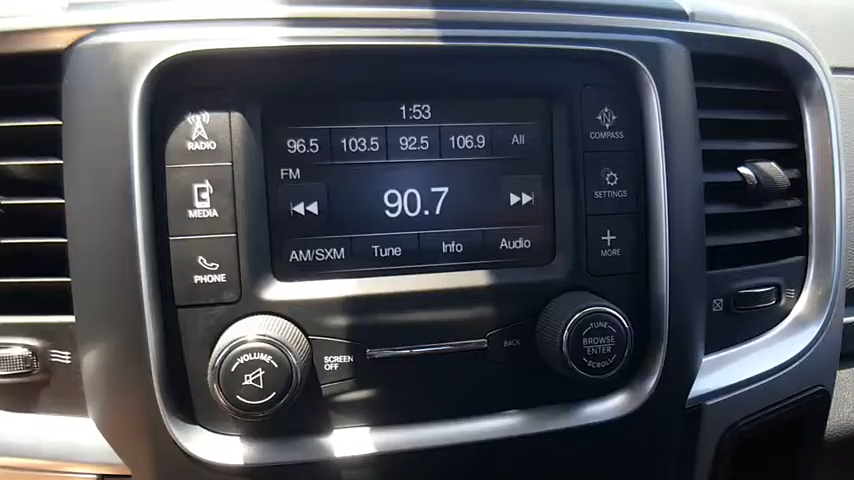 1:53
96.5 103.5 92.5 106.9 All
FM
90.7
AM/SXM Tune Info Audio
RADIO
MEDIA
PHONE
N
COMPASS
SETTINGS
MORE
VOLUME
SCREEN
OFF
BACK
TUNE
BROWSE
ENTER
SCROLL